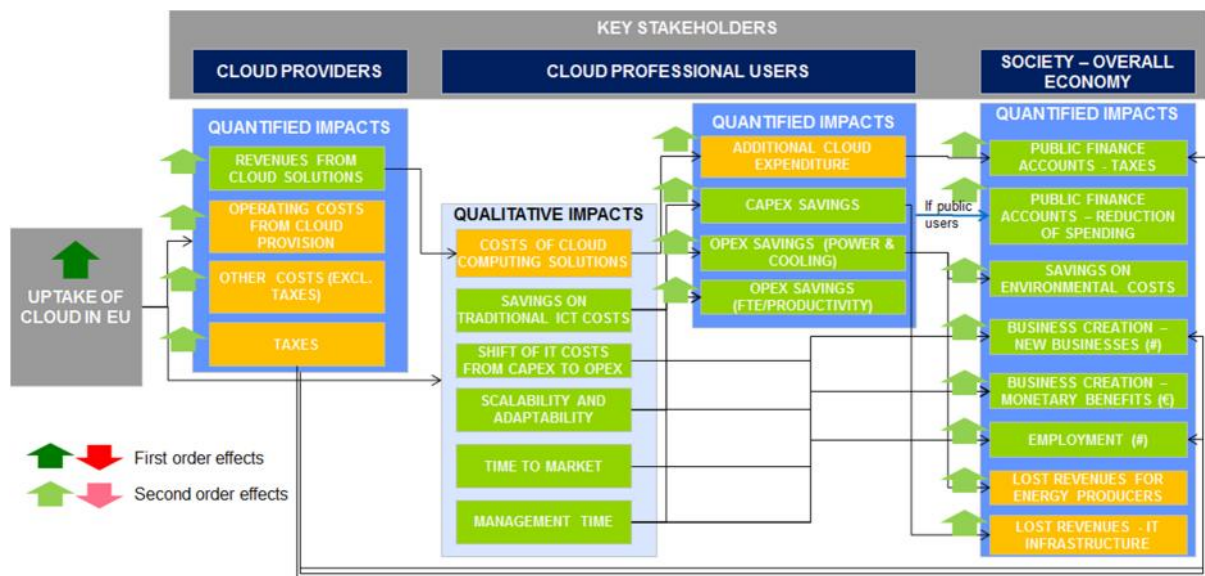 KEY STAKEHOLDERS
CLOUD PROVIDERS
CLOUD PROFESSIONAL USERS
SOCIETY – OVERALL
ECONOMY
QUANTIFIED IMPACTS
REVENUES FROM
CLOUD SOLUTIONS
OPERATING COSTS
FROM CLOUD
PROVISION
OTHER COSTS (EXCL.
TAXES)
TAXES
UPTAKE OF
CLOUD IN EU
QUALITATIVE IMPACTS
COSTS OF CLOUD
COMPUTING SOLUTIONS
SAVINGS ON
TRADITIONAL ICT COSTS
SHIFT OF IT COSTS
FROM CAPEX TO OPEX
SCALABILITY AND
ADAPTABILITY
TIME TO MARKET
MANAGEMENT TIME
QUANTIFIED IMPACTS
ADDITIONAL CLOUD
EXPENDITURE
CAPEX SAVINGS
OPEX SAVINGS (POWER &
COOLING)
OPEX SAVINGS
(FTE/PRODUCTIVITY)
If public
users
QUANTIFIED IMPACTS
PUBLIC FINANCE
ACCOUNTS - TAXES
PUBLIC FINANCE
ACCOUNTS – REDUCTION
OF SPENDING
SAVINGS ON
ENVIRONMENTAL COSTS
BUSINESS CREATION –
NEW BUSINESSES (#)
BUSINESS CREATION –
MONETARY BENEFITS (€)
EMPLOYMENT (#)
LOST REVENUES FOR
ENERGY PRODUCERS
LOST REVENUES - IT
INFRASTRUCTURE
First order effects
Second order effects